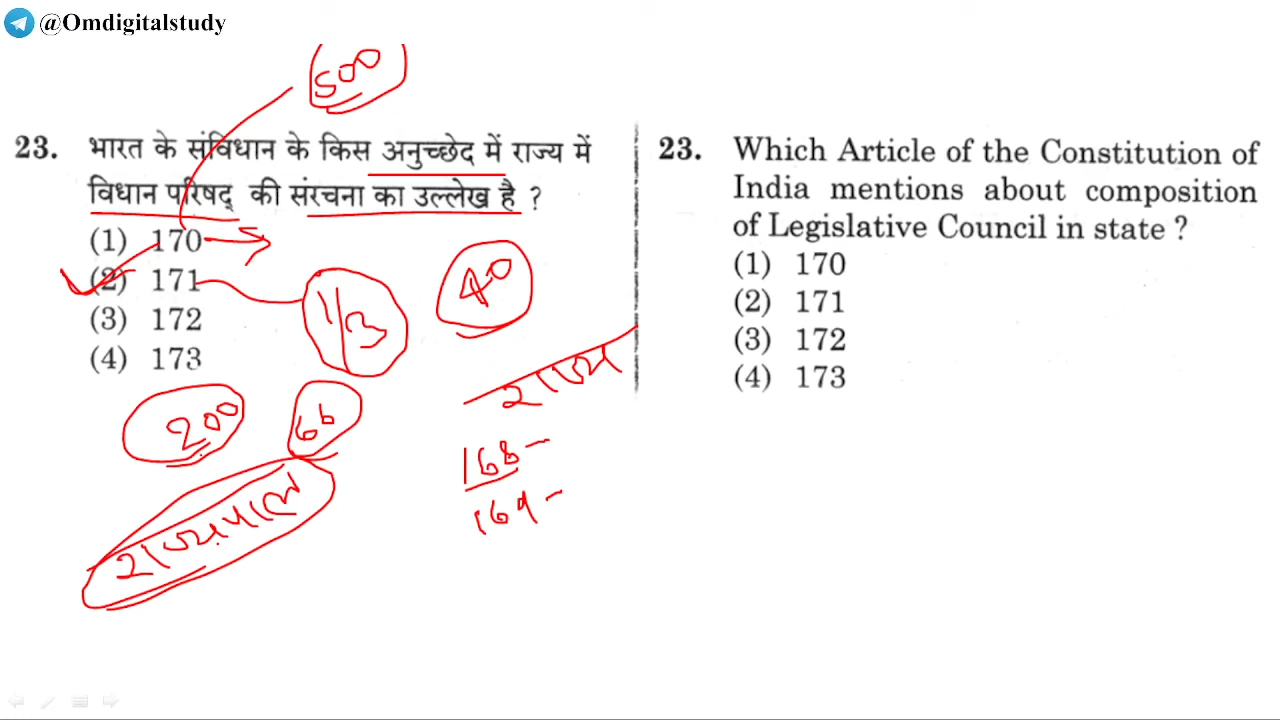 @Omdigitalstudy
500
23. भारत के संविधान के किस अनुच्छेद में राज्य में
विधान परिषद् की संरचना का उल्लेख है ?
(1) 170
(2) 171
(3) 172
(4) 173
1/3
40
राज्य
200
66
168 -
169 -
राज्यपाल
23. Which Article of the Constitution of
India mentions about composition
of Legislative Council in state ?
(1) 170
(2) 171
(3) 172
(4) 173